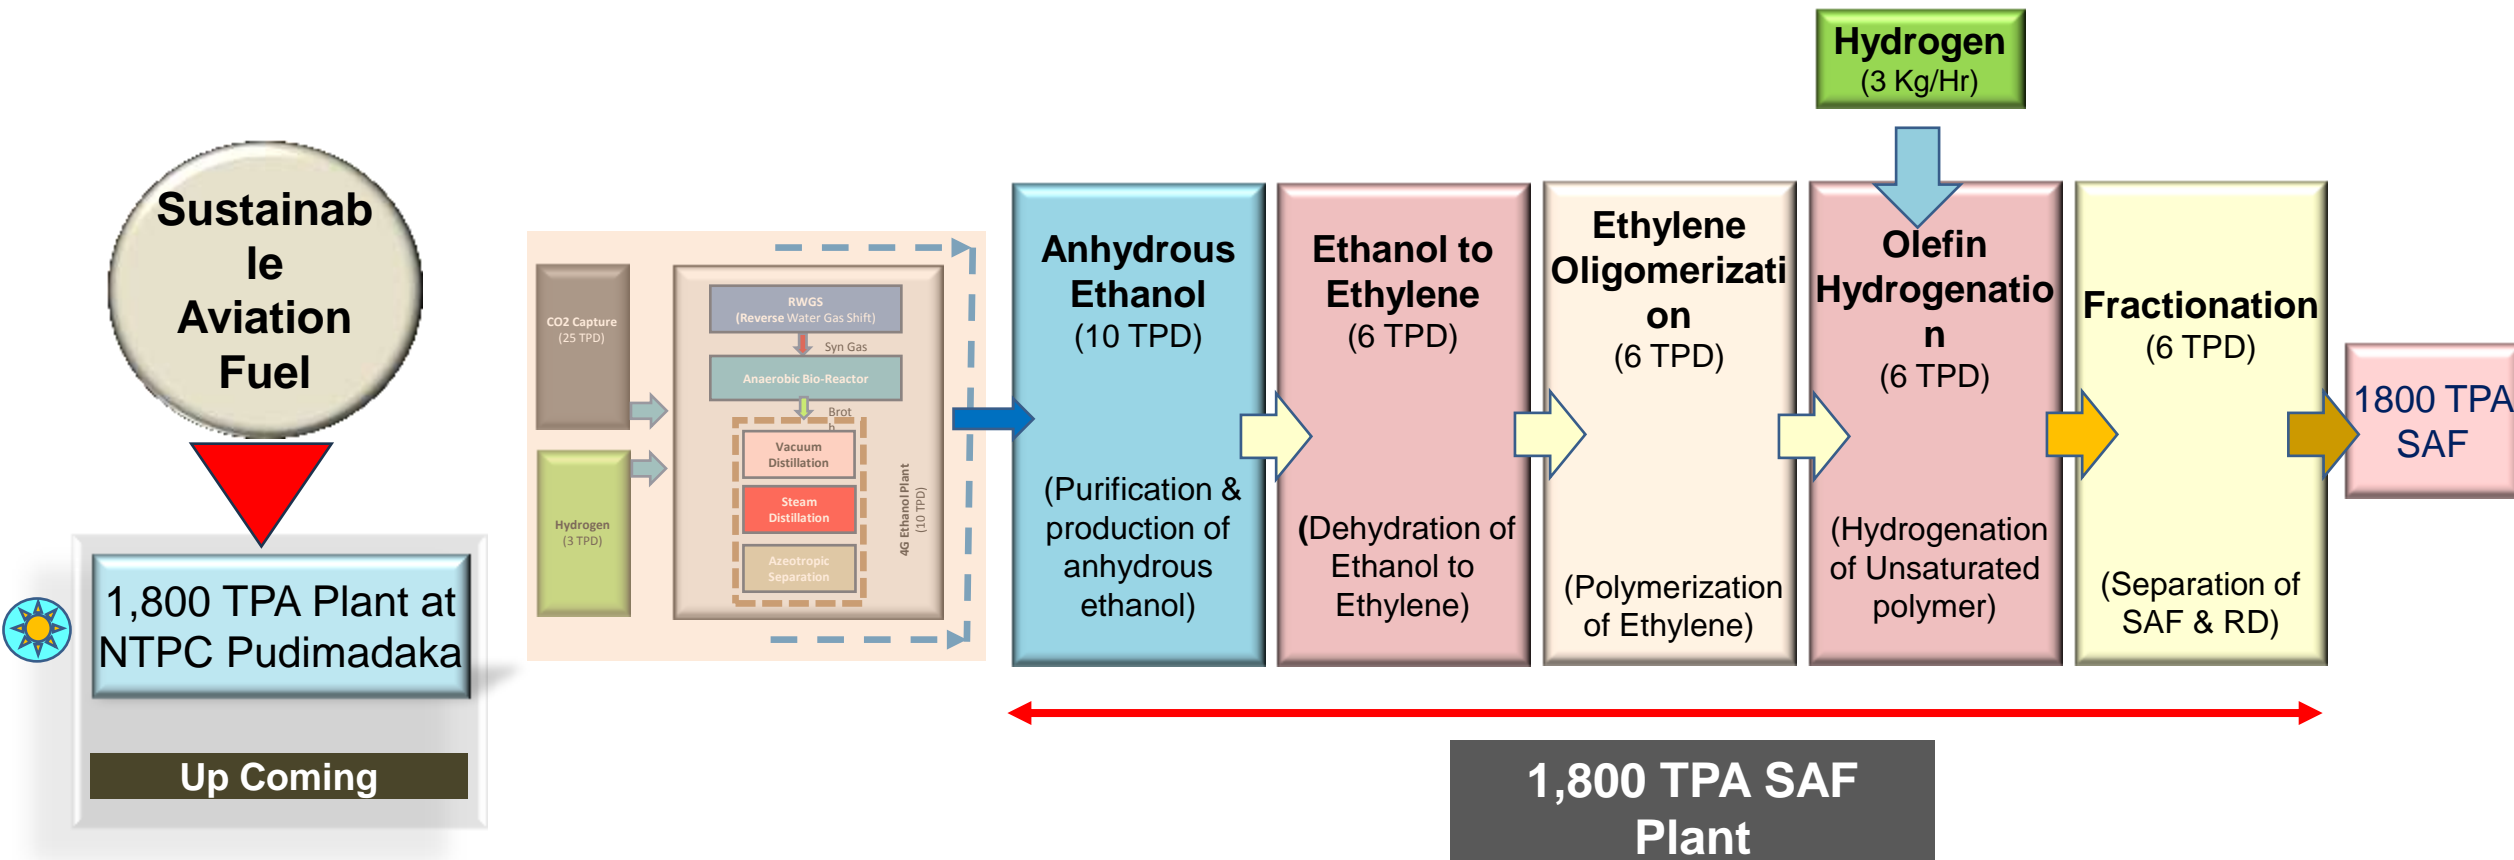 Sustainab
le
Aviation
Fuel
1,800 TPA Plant at
NTPC Pudimadaka
Up Coming
CO2 Capture
(25 TPD)
Hydrogen
(3 TPD)
RWGS
(Reverse Water Gas Shift)
Syn Gas
Anaerobic Bio-Reactor
Brot
h
Vacuum
Distillation
Steam
Distillation
Azeotropic
Separation
4G Ethanol Plant
(10 TPD)
Anhydrous
Ethanol
(10 TPD)
(Purification &
production of
anhydrous
ethanol)
Ethanol to
Ethylene
(6 TPD)
(Dehydration of
Ethanol to
Ethylene)
Ethylene
Oligomerizati
on
(6 TPD)
(Polymerization
of Ethylene)
Hydrogen
(3 Kg/Hr)
Olefin
Hydrogenatio
n
(6 TPD)
(Hydrogenation
of Unsaturated
polymer)
Fractionation
(6 TPD)
(Separation of
SAF & RD)
1800 TPA
SAF
1,800 TPA SAF
Plant